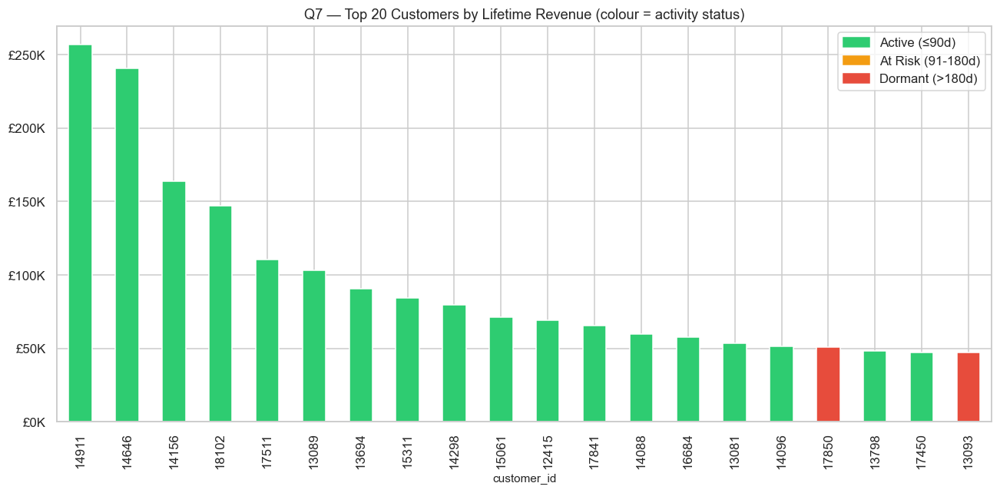 Q7 — Top 20 Customers by Lifetime Revenue (colour = activity status)
Active (≤90d)
At Risk (91-180d)
Dormant (>180d)
£250K
£200K
£150K
£100K
£50K
£0K
14911
14646
14156
18102
17511
13089
13694
15311
14298
15061
12415
17841
14088
16684
13081
14096
17850
13798
17450
13093
customer_id